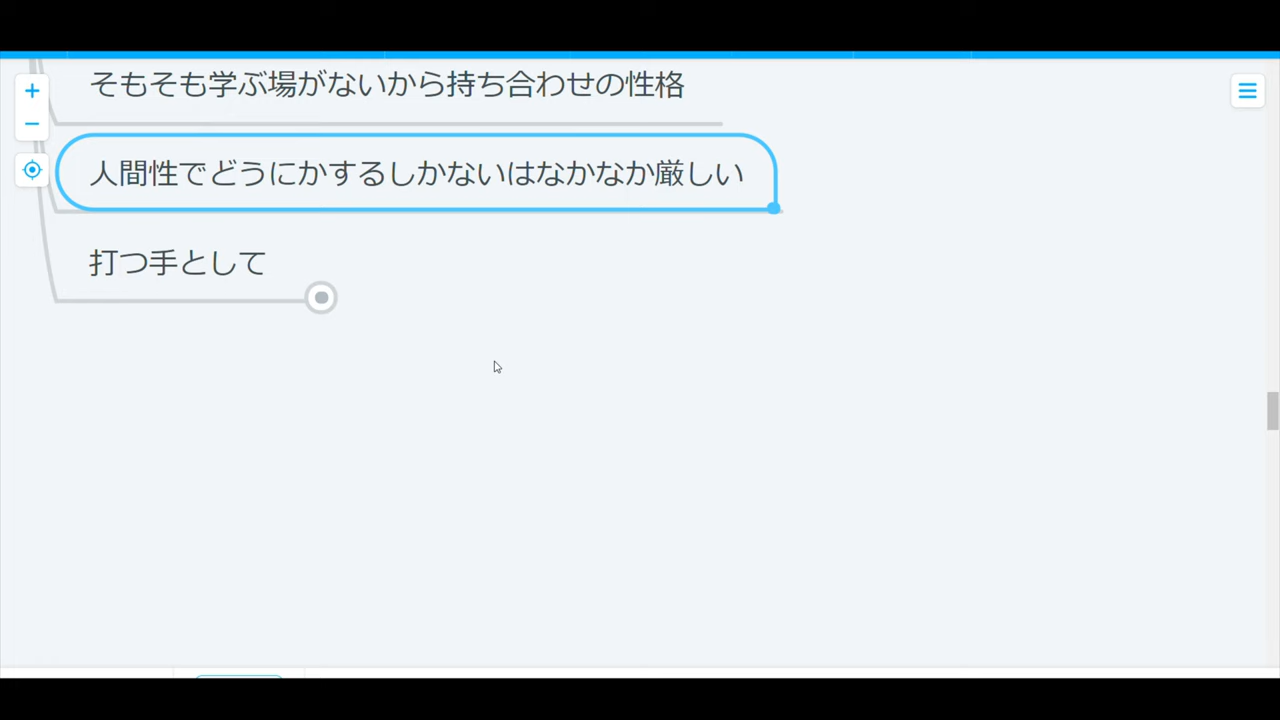 そもそも学ぶ場がないから持ち合わせの性格
人間性でどうにかするしかないはなかなか厳しい
打つ手として